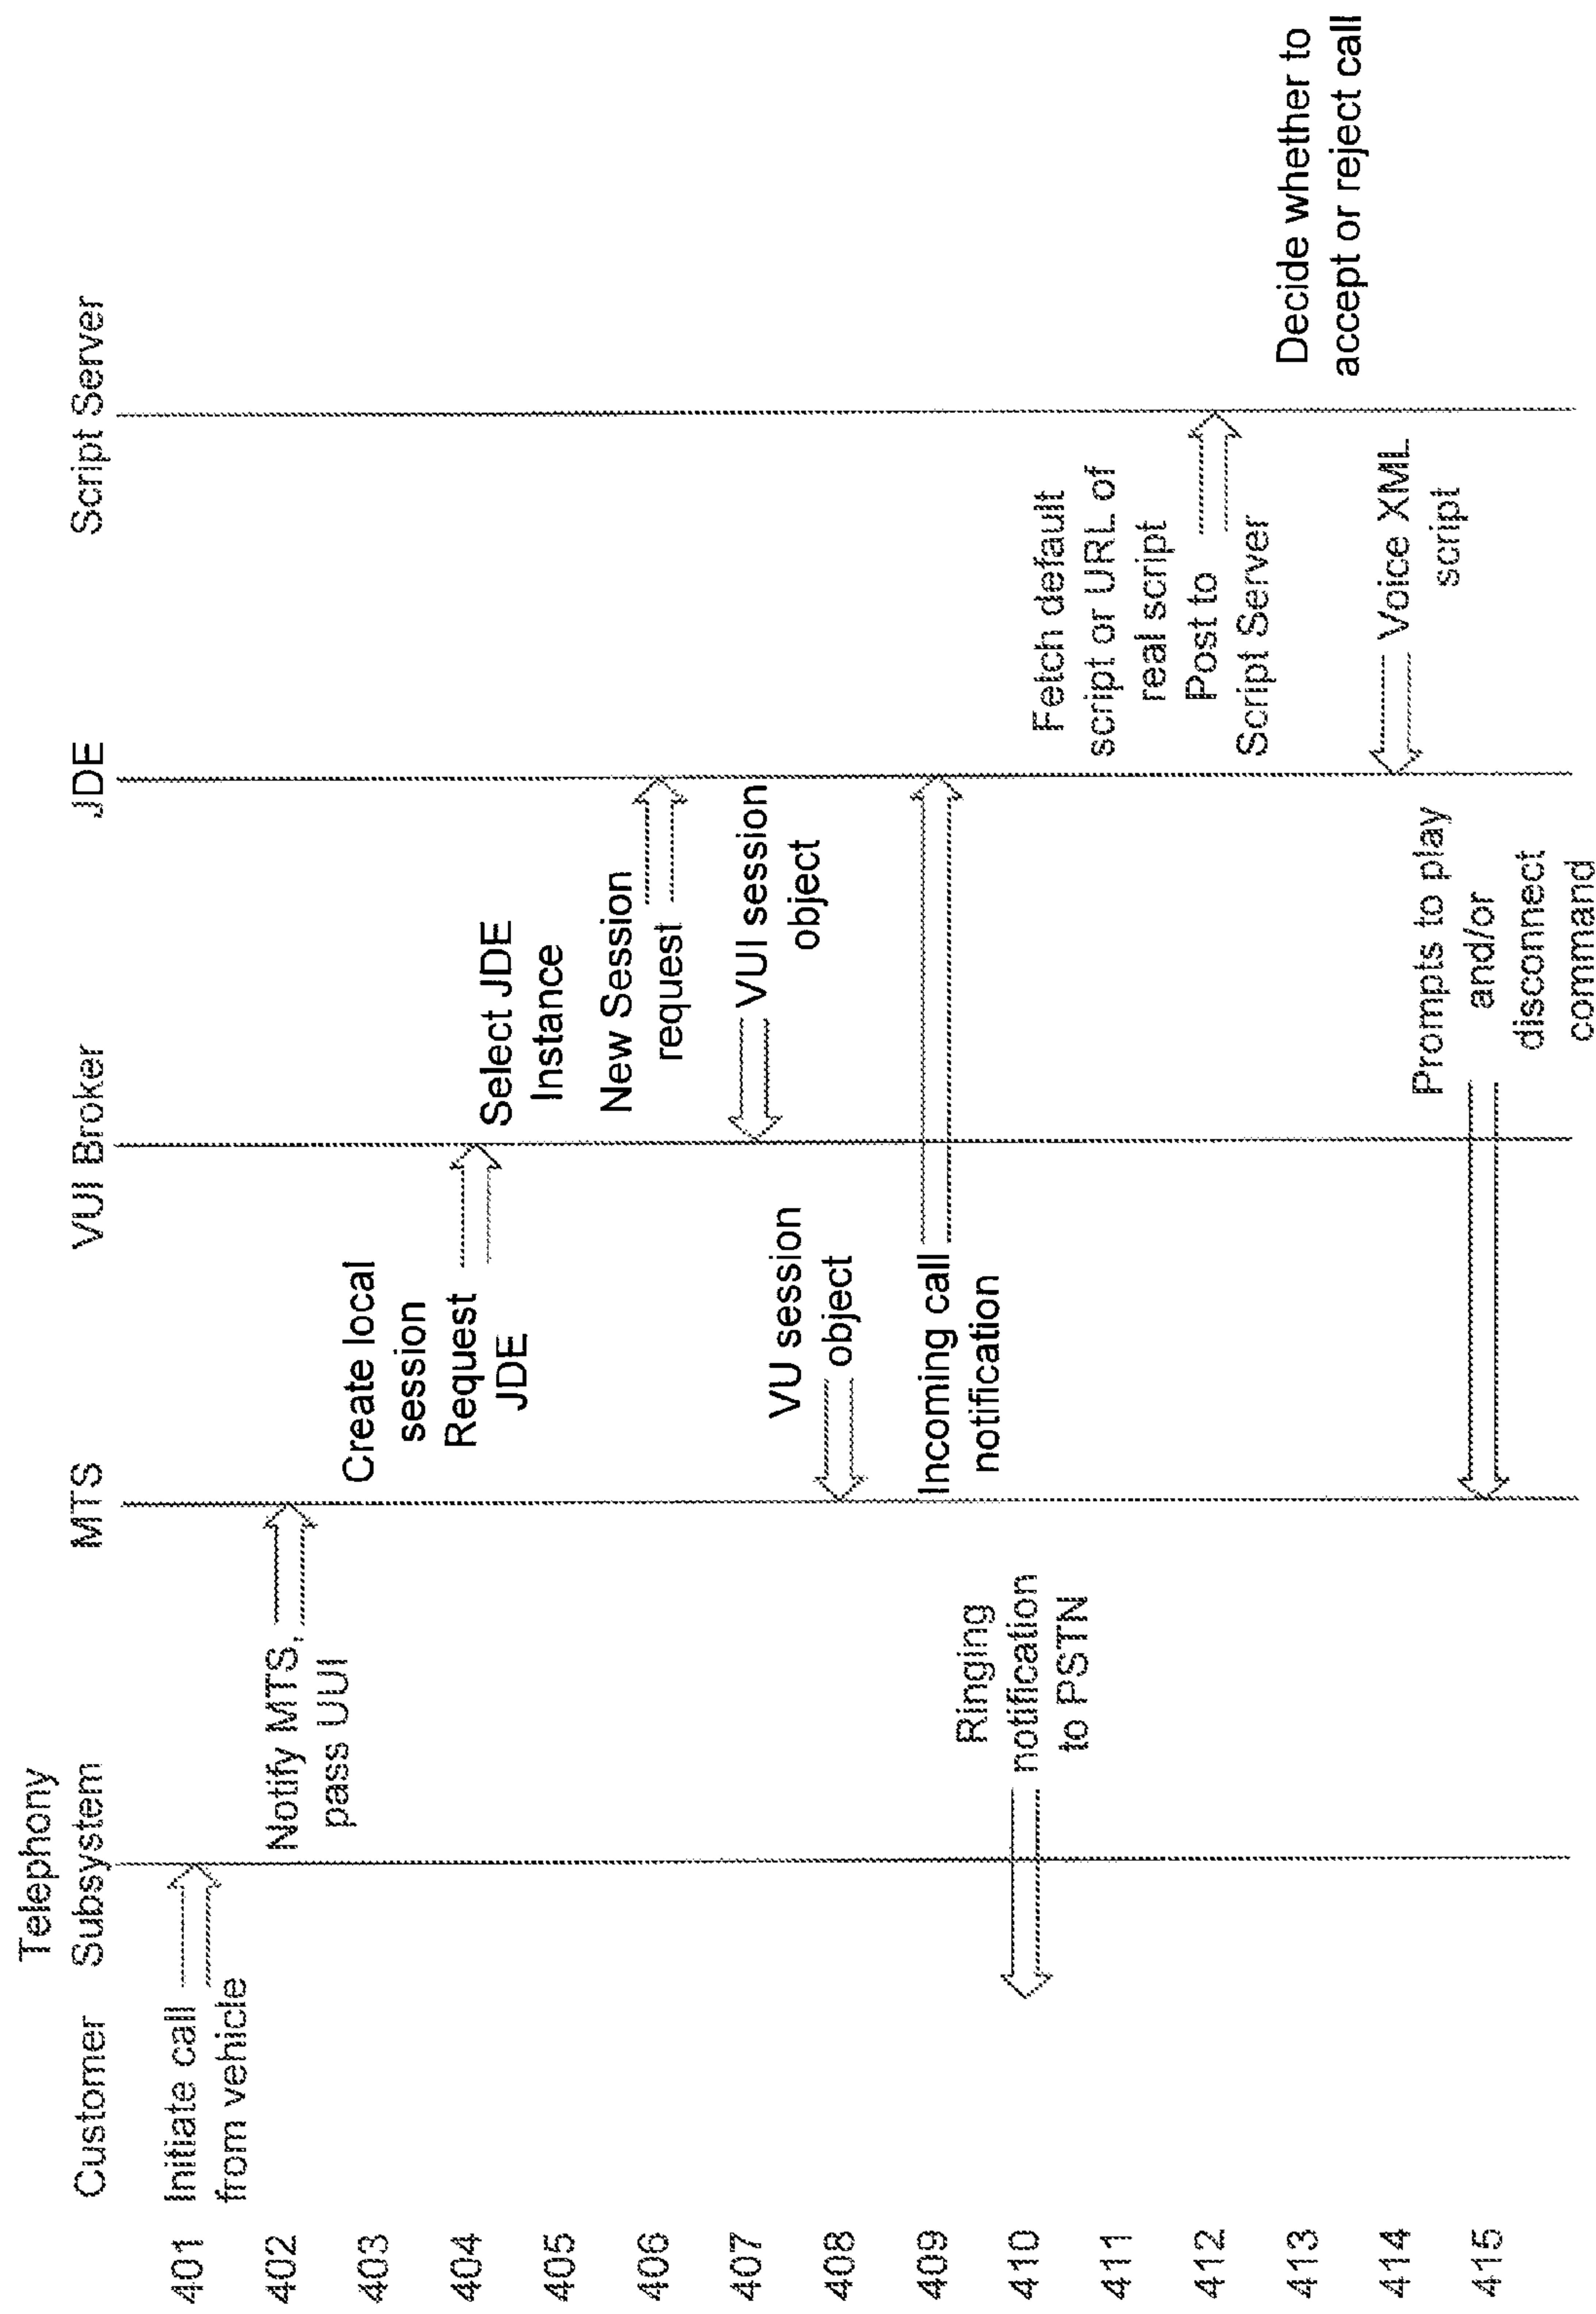 Telephony
Customer Subsystem MTS VUI Broker JDE Script Server
401 Initiate call
from vehicle
402 Notify MTS,
pass UUI
403 Create local
session
404 Request
JDE
405 Select JDE
Instance
406 New Session
request
407 VUI session
object
408 VU session
object
409 Incoming call
notification
410 Ringing
notification
to PSTN
411 Fetch default
script or URL of
real script
412 Post to
Script Server
413 Decide whether to
accept or reject call
414 Voice XML
script
415 Prompts to play
and/or
disconnect
command